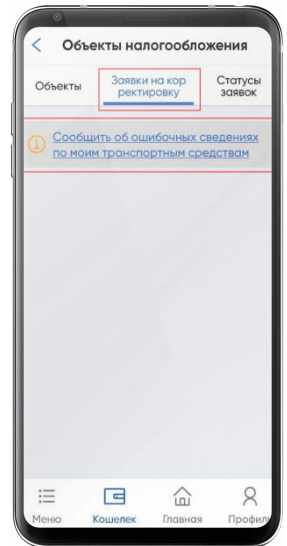 Объекты налогообложения
Объекты
Заявки на кор
ректировку
Статусы
заявок
Сообщить об ошибочных сведениях
по моим транспортным средствам
Меню
Кошелек
Главная
Профил